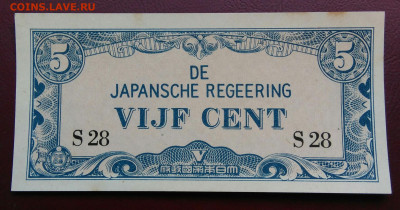 COINS.LAVE.RU
5 5
DE
JAPANSCHE REGEERING
VIJF CENT
S 28 S 28
V